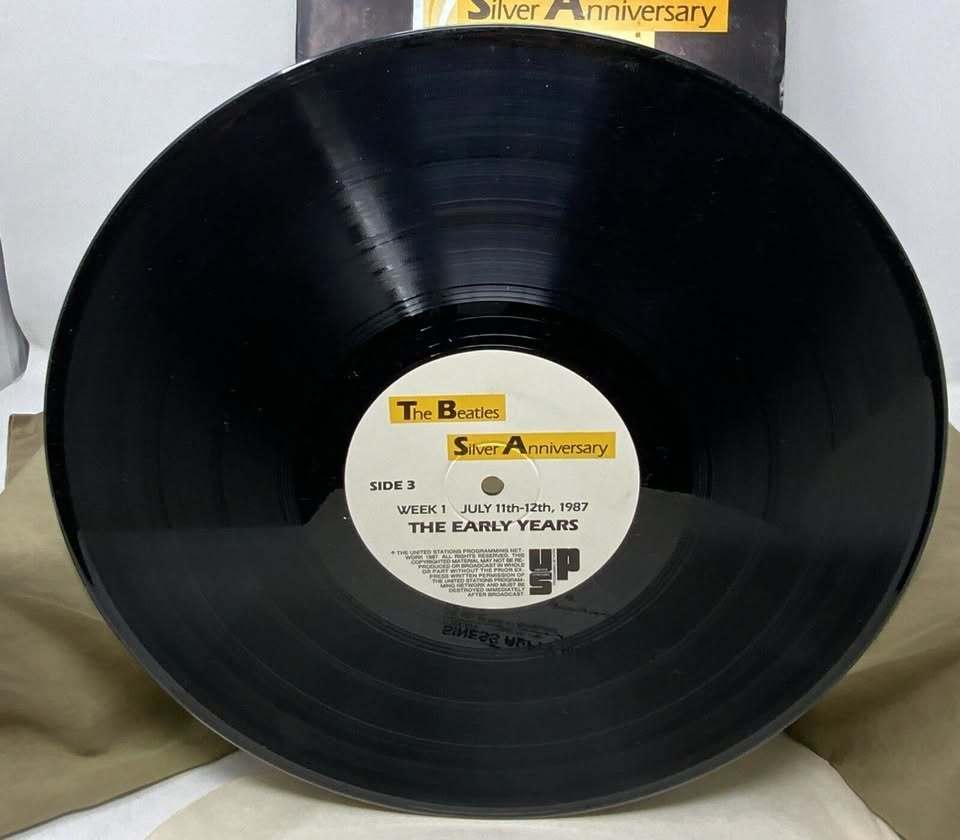 Silver Anniversary
The Beatles
Silver Anniversary
SIDE 3
WEEK 1 JULY 11th-12th, 1987
THE EARLY YEARS
THE UNITED STATIONS PROGRAMMING NET-
WORK 1987. ALL RIGHTS RESERVED. THIS
COPYRIGHTED MATERIAL MAY NOT BE RE-
PRODUCED OR BROADCAST IN WHOLE
OR PART WITHOUT THE PRIOR EX-
PRESS WRITTEN PERMISSION OF
THE UNITED STATIONS PROGRAM-
MING NETWORK AND MUST BE
DESTROYED IMMEDIATELY
AFTER BROADCAST.
UPS